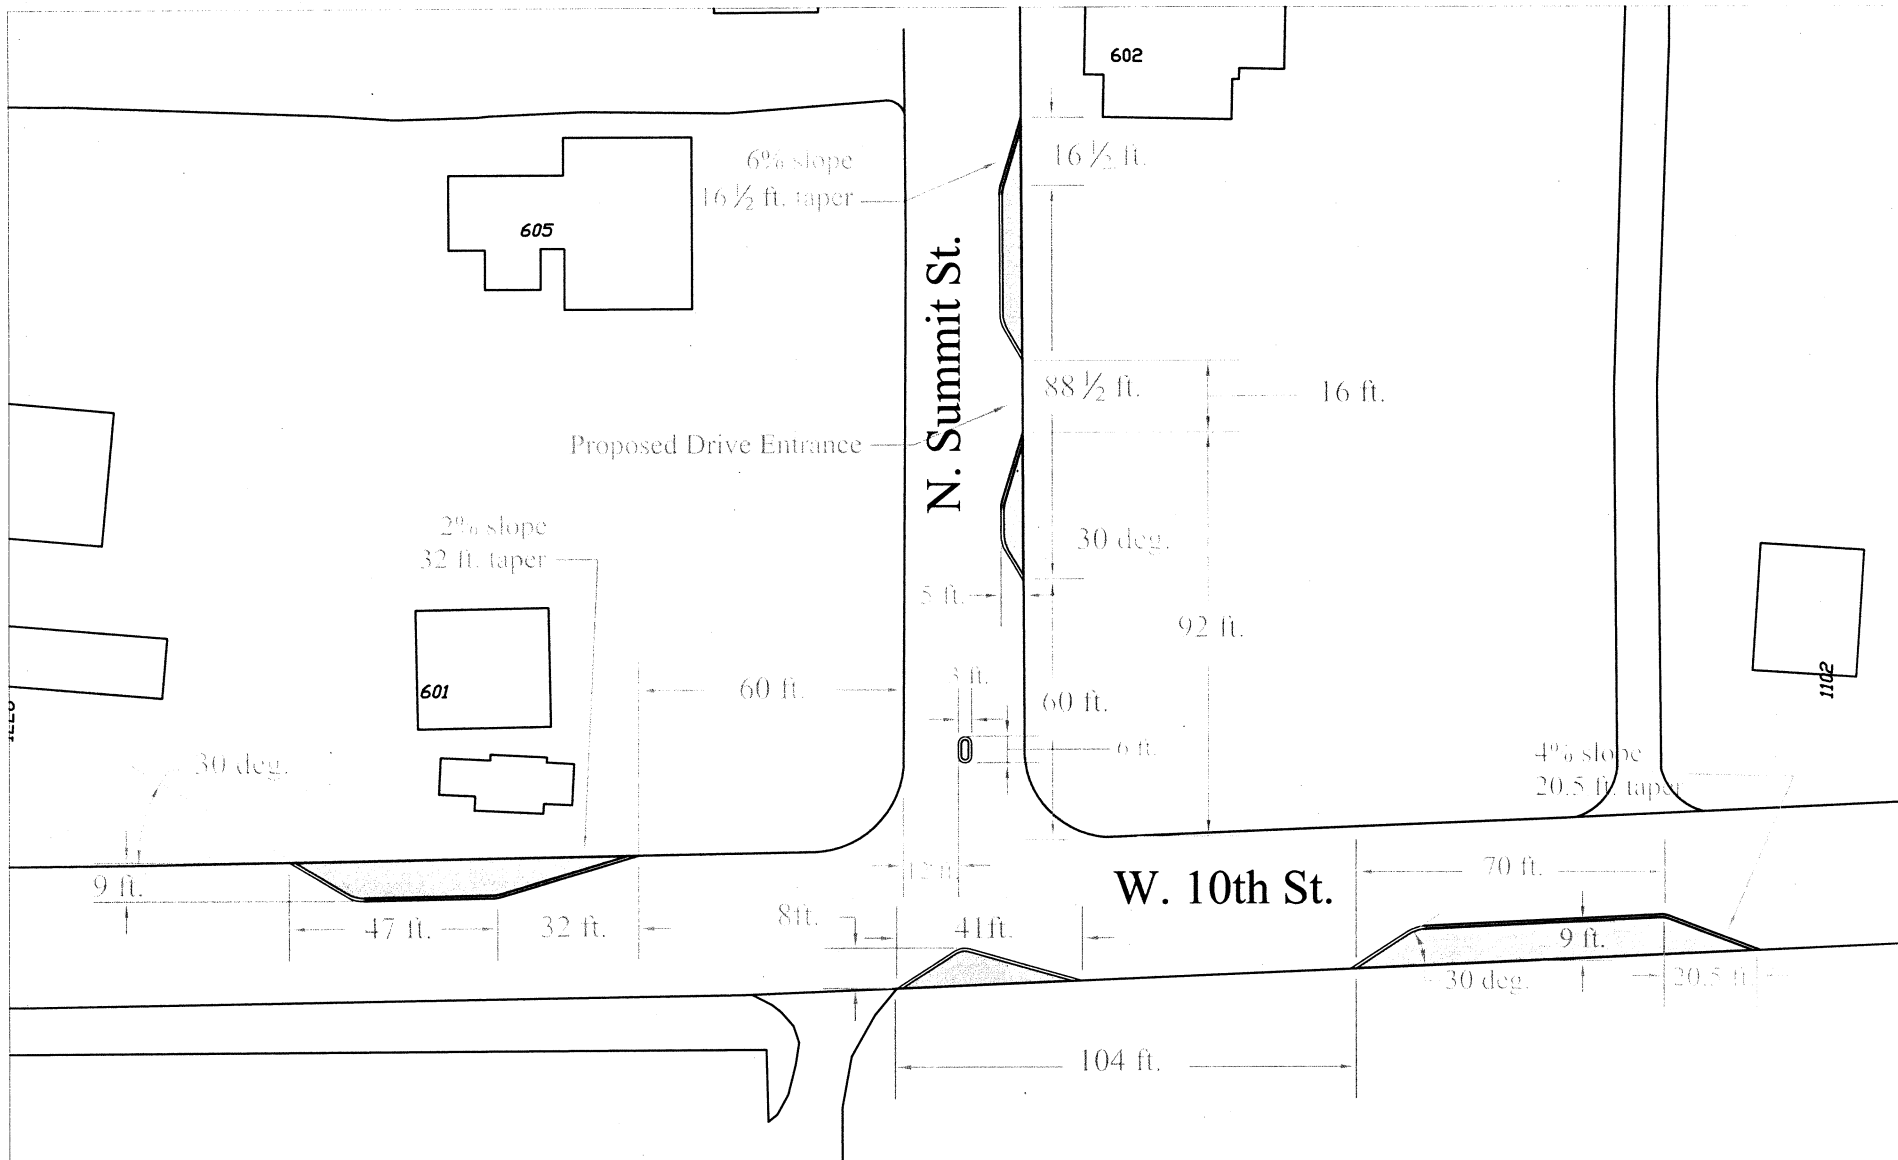 602
6% slope
16 ½ ft. taper
16 ½ ft.
605
N. Summit St.
88 ½ ft.
16 ft.
Proposed Drive Entrance
2% slope
32 ft. taper
30 deg.
5 ft.
92 ft.
601
60 ft.
3 ft.
60 ft.
6 ft.
1102
30 deg.
4% slope
20.5 ft. taper
9 ft.
12 ft.
W. 10th St.
70 ft.
47 ft.
32 ft.
8ft.
41ft.
9 ft.
30 deg.
20.5 ft.
104 ft.